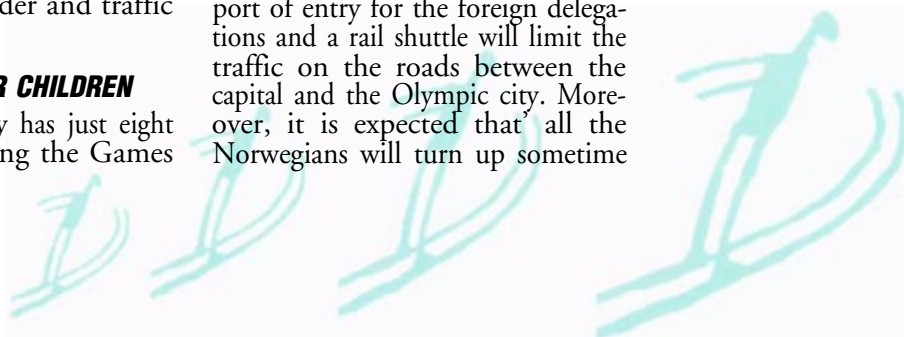 der and traffic
R CHILDREN
y has just eight
ng the Games
port of entry for the foreign delega-
tions and a rail shuttle will limit the
traffic on the roads between the
capital and the Olympic city. More-
over, it is expected that’ all the
Norwegians will turn up sometime